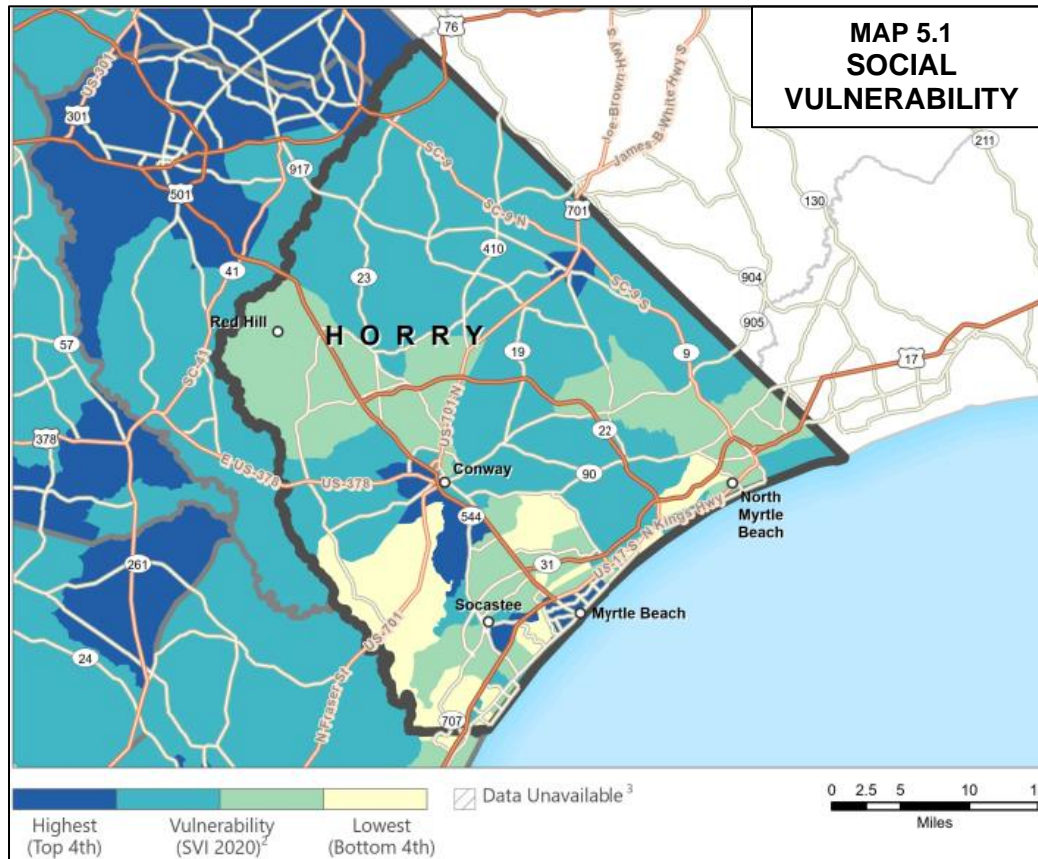 MAP 5.1
SOCIAL
VULNERABILITY
76
US-301
301
Joe Brown Hwy S
James B White Hwy S
211
SC-9
917
501
130
701
SC-9 N
410
41
23
904
SC-9 S
905
Red Hill
HORRY
57
19
9
17
SC-41
378
US-701 N
22
E US-378
US-378
Conway
90
North
Myrtle
Beach
544
US-17 S-N Kings Hwy
261
31
Socastee
Myrtle Beach
US-701
24
N Fraser St
707
Data Unavailable 3
Highest
(Top 4th)
Vulnerability
(SVI 2020)2
Lowest
(Bottom 4th)
0 2.5 5 10
Miles